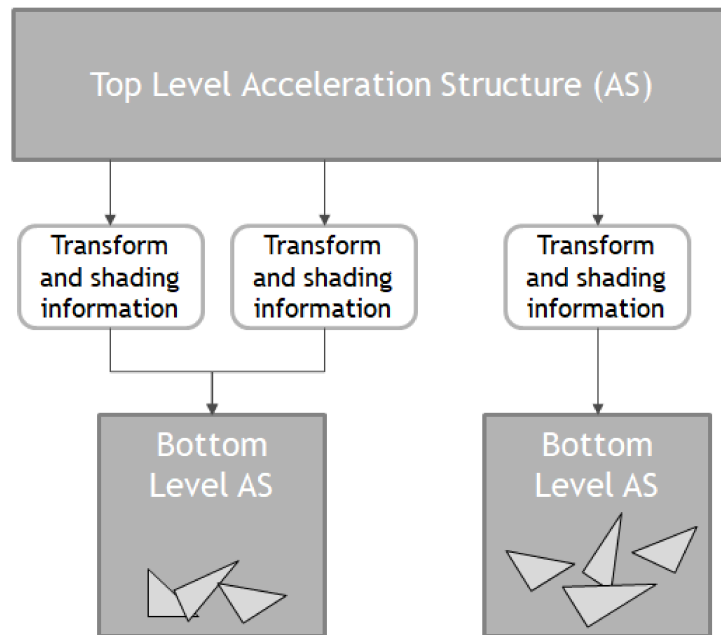 Top Level Acceleration Structure (AS)
Transform
and shading
information
Transform
and shading
information
Transform
and shading
information
Bottom
Level AS
Bottom
Level AS